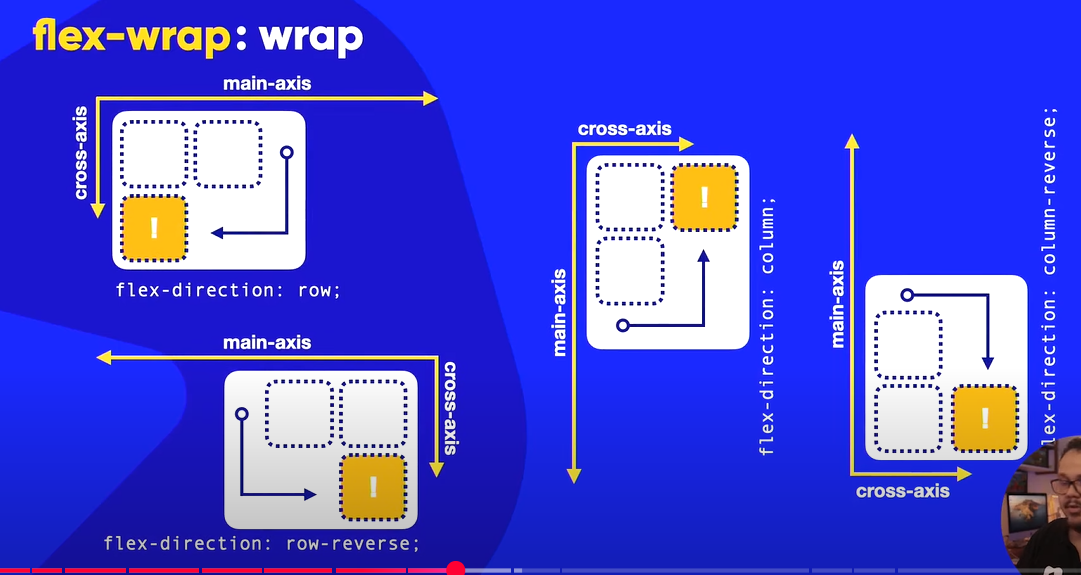 flex-wrap: wrap
main-axis
cross-axis
!
flex-direction: row;
main-axis
cross-axis
!
flex-direction: row-reverse;
cross-axis
main-axis
!
flex-direction: column;
main-axis
!
cross-axis
lex-direction: column-reverse;